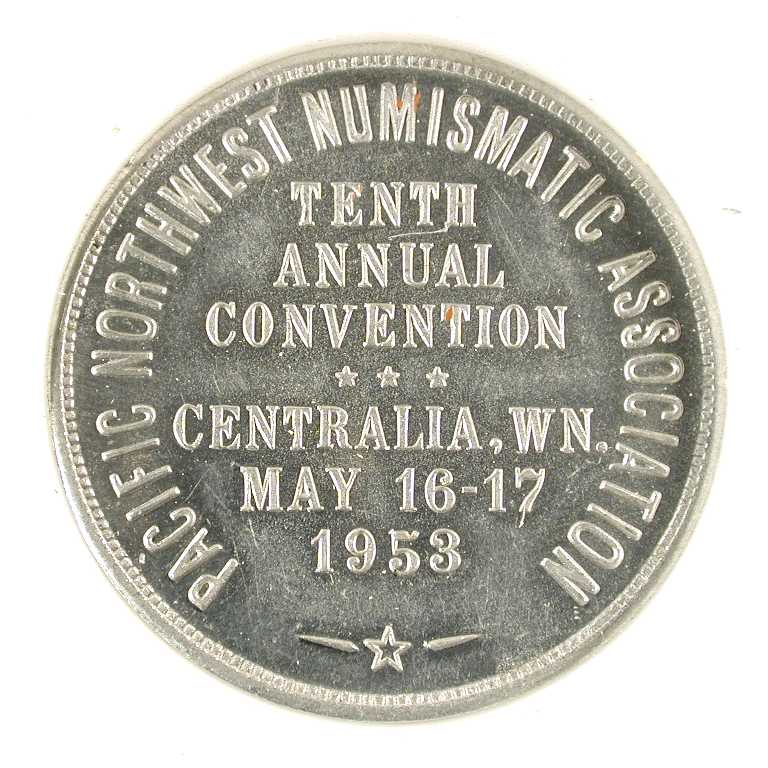 PACIFIC NORTHWEST NUMISMATIC ASSOCIATION
TENTH
ANNUAL
CONVENTION
CENTRALIA, WN.
MAY 16-17
1953